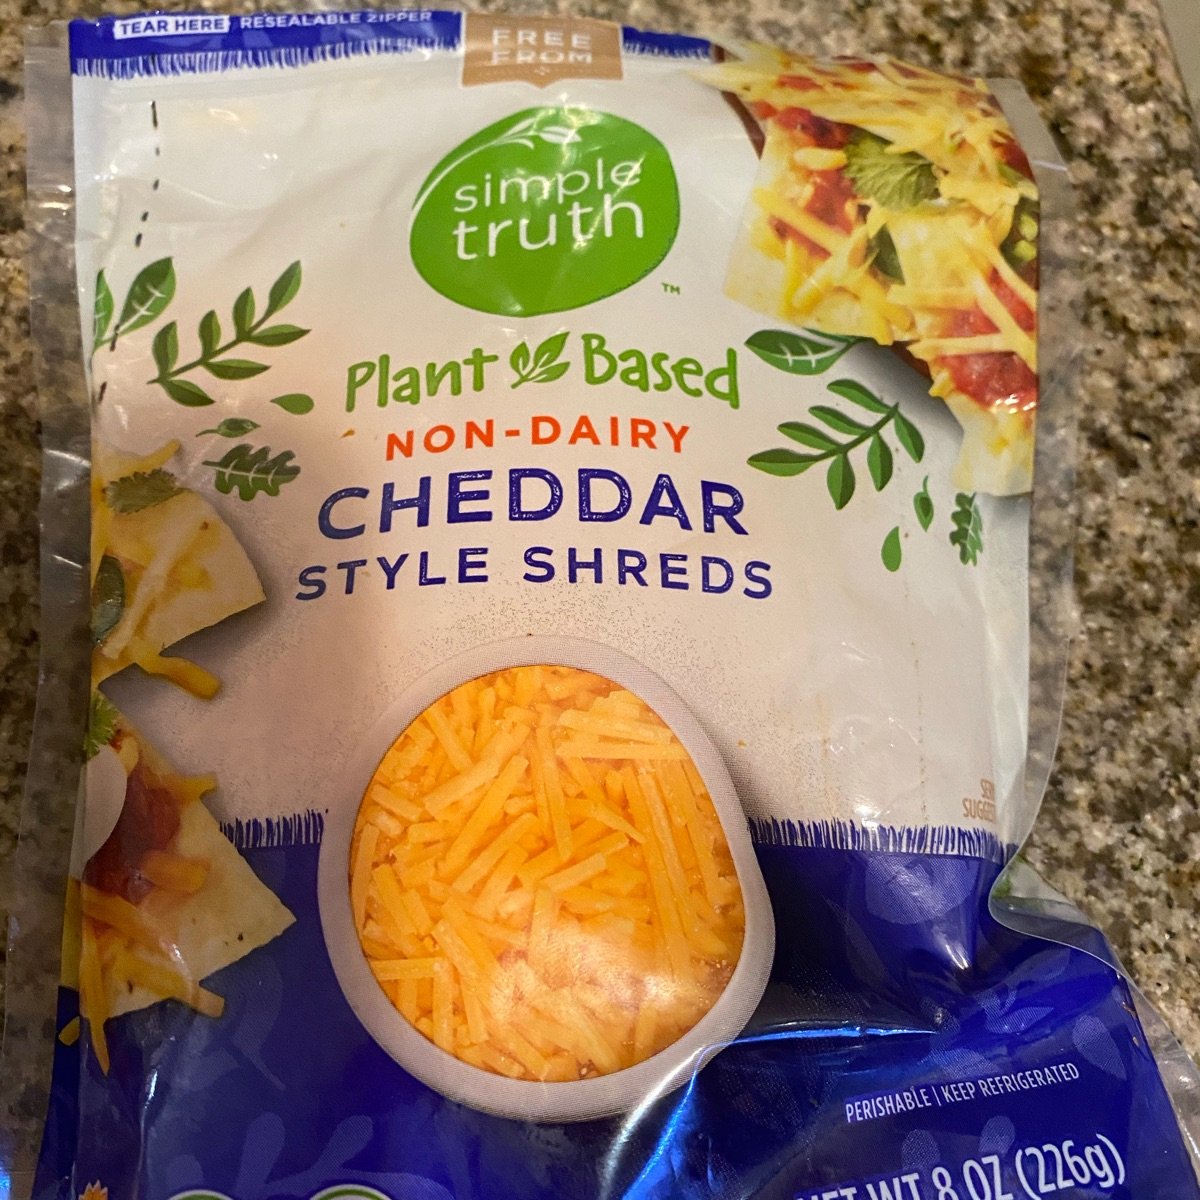 TEAR HERE RESEALABLE ZIPPER
FREE
FROM
simple
truth
TM
Plant Based
NON-DAIRY
CHEDDAR
STYLE SHREDS
PERISHABLE | KEEP REFRIGERATED
NET WT 8 OZ (226g)